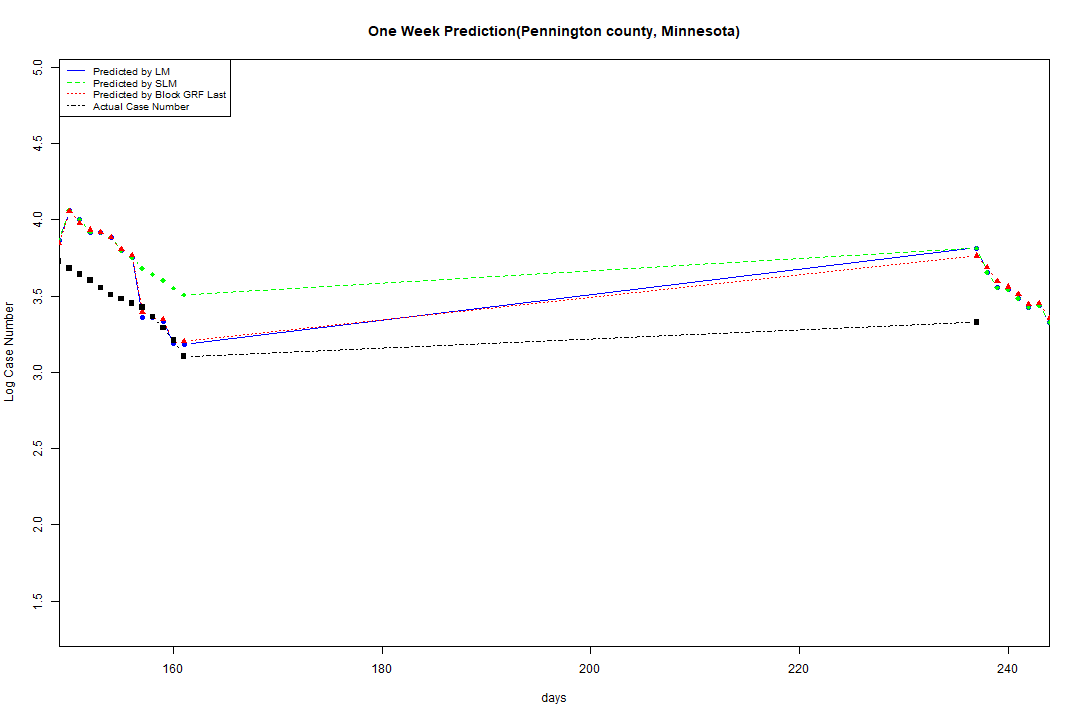 One Week Prediction(Pennington county, Minnesota)
Predicted by LM
Predicted by SLM
Predicted by Block GRF Last
Actual Case Number
5.0
4.5
4.0
3.5
3.0
2.5
2.0
1.5
Log Case Number
160 180 200 220 240
days